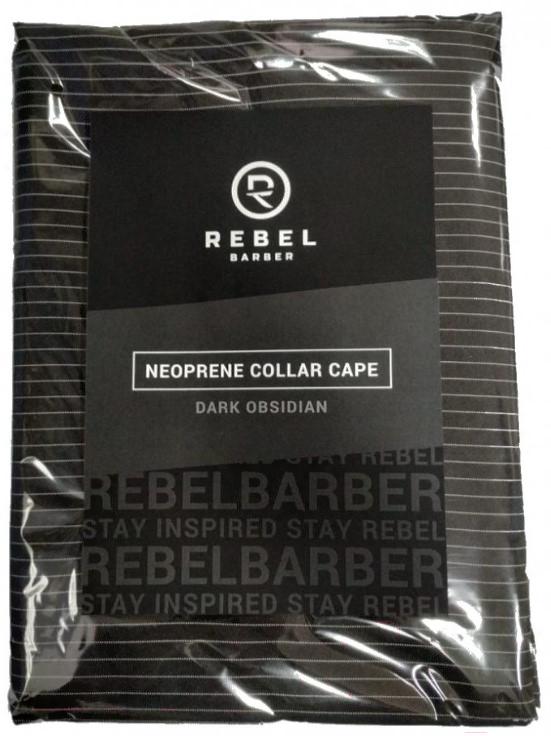 R
REBEL
BARBER
NEOPRENE COLLAR CAPE
DARK OBSIDIAN
STAY REBEL
REBELBARBER
STAY INSPIRED STAY REBEL
REBELBARBER
STAY INSPIRED STAY REBEL